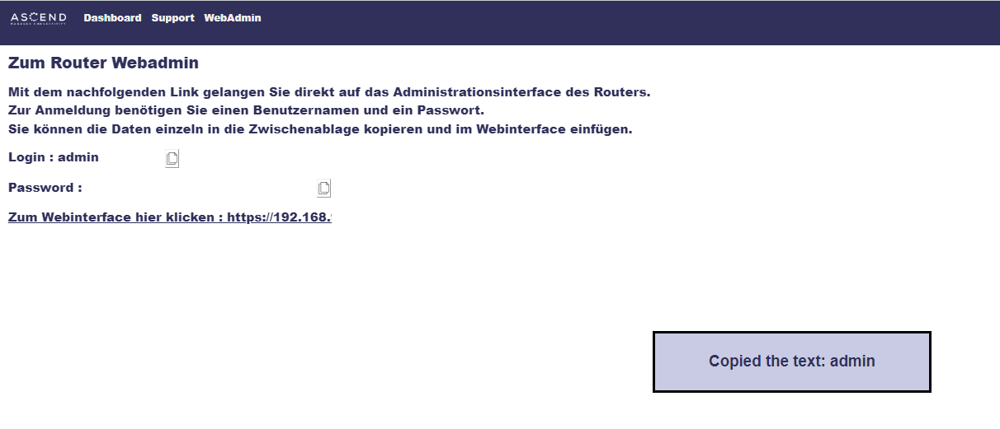 ASCEND
MANAGED CONNECTIVITY
Dashboard Support WebAdmin
Zum Router Webadmin
Mit dem nachfolgenden Link gelangen Sie direkt auf das Administrationsinterface des Routers.
Zur Anmeldung benötigen Sie einen Benutzernamen und ein Passwort.
Sie können die Daten einzeln in die Zwischenablage kopieren und im Webinterface einfügen.
Login : admin
Password :
Zum Webinterface hier klicken : https://192.168.
Copied the text: admin